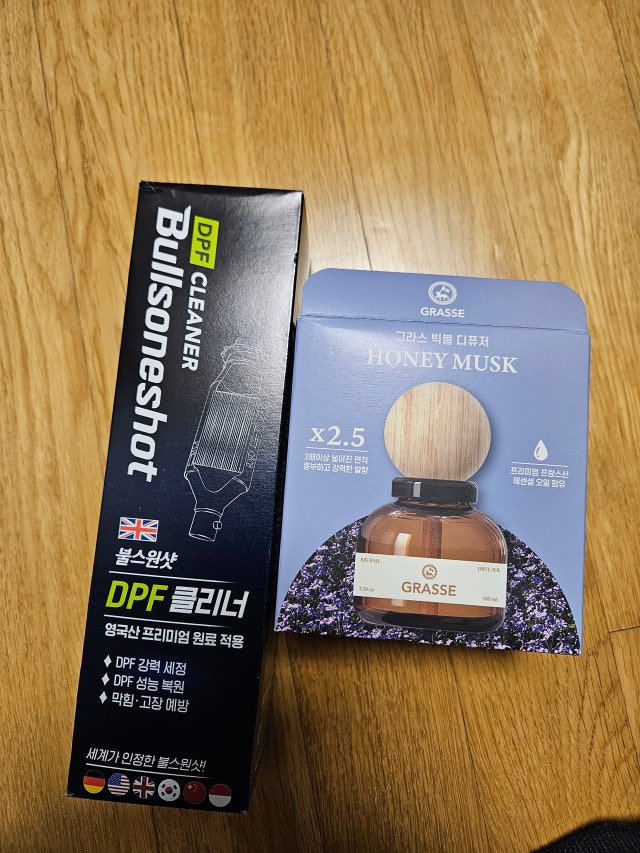 DPF CLEANER
Bullsoneshot
불스원샷
DPF 클리너
영국산 프리미엄 원료 적용
DPF 강력 세정
DPF 성능 복원
막힘·고장 예방
세계가 인정한 불스원샷!
GRASSE
그라스 빅볼 디퓨저
HONEY MUSK
x2.5
2배이상 넓어진 면적
풍부하고 강력한 발향
프리미엄 프랑스산
에센셜 오일 함유
BIG BALL
DIFFUSER
GRASSE